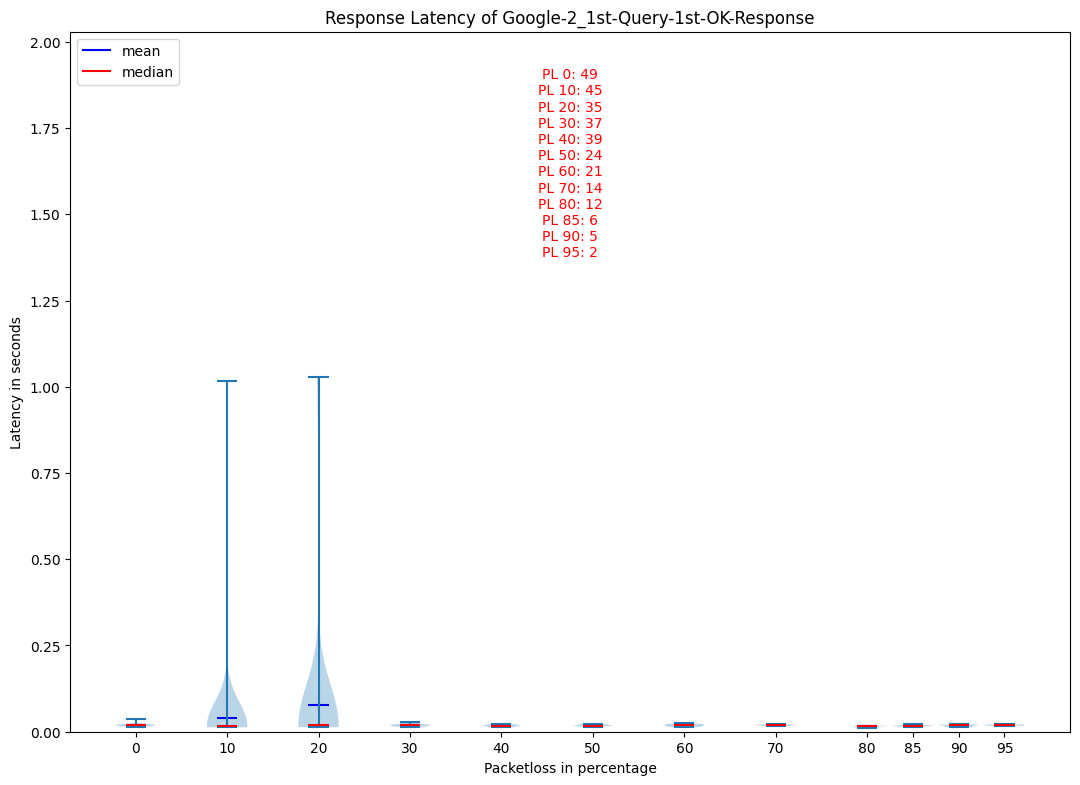 Response Latency of Google-2_1st-Query-1st-OK-Response
mean
median
PL 0: 49
PL 10: 45
PL 20: 35
PL 30: 37
PL 40: 39
PL 50: 24
PL 60: 21
PL 70: 14
PL 80: 12
PL 85: 6
PL 90: 5
PL 95: 2
Latency in seconds
2.00
1.75
1.50
1.25
1.00
0.75
0.50
0.25
0.00
0 10 20 30 40 50 60 70 80 85 90 95
Packetloss in percentage